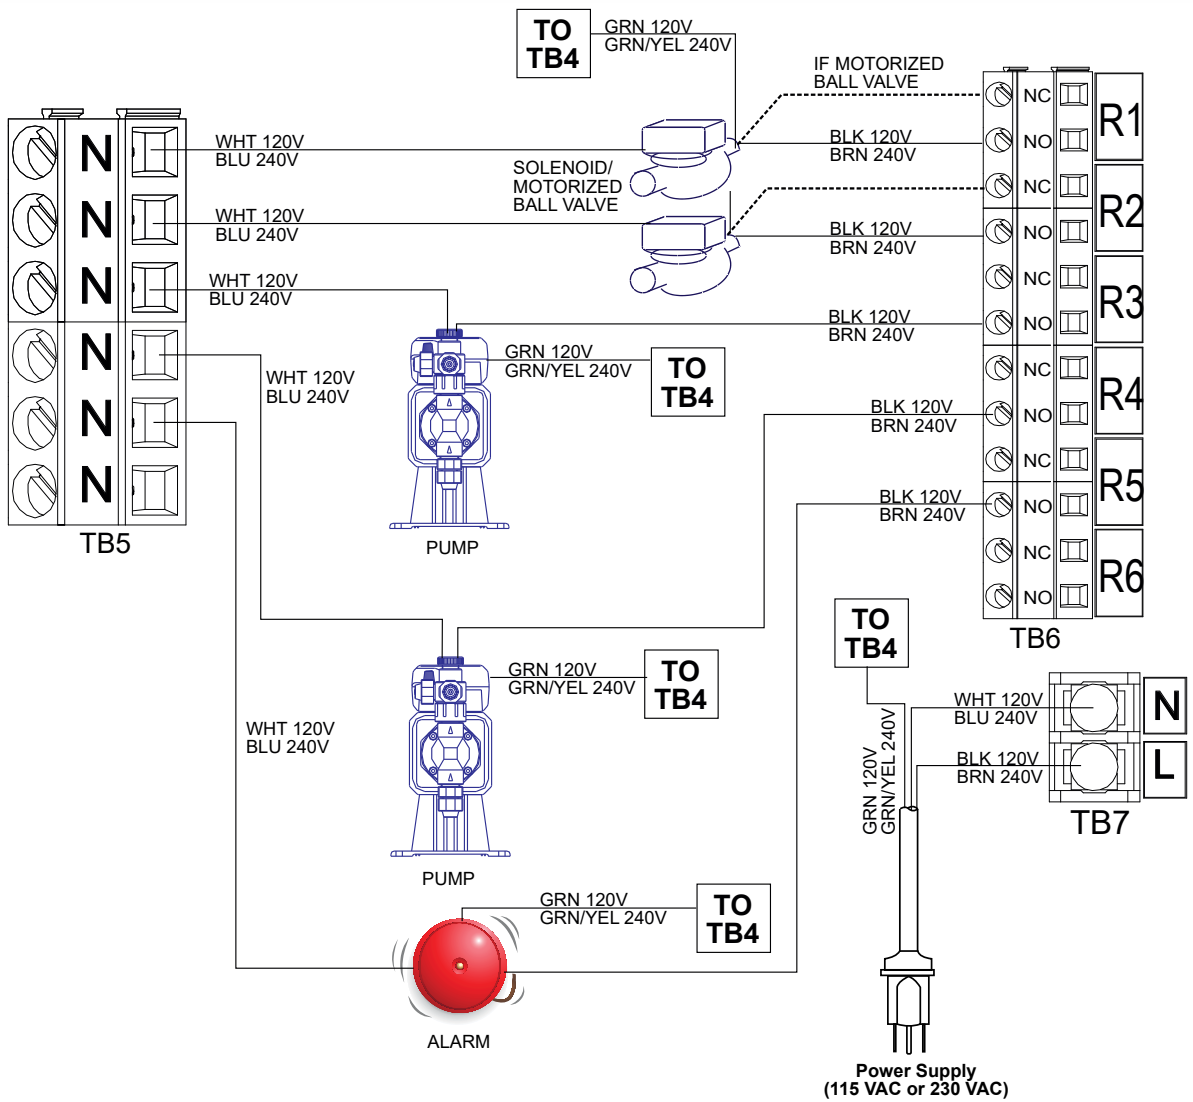 TO
TB4
GRN 120V
GRN/YEL 240V
IF MOTORIZED
BALL VALVE
WHT 120V
BLU 240V
SOLENOID/
MOTORIZED
BALL VALVE
WHT 120V
BLU 240V
WHT 120V
BLU 240V
WHT 120V
BLU 240V
N
N
N
N
N
N
TB5
BLK 120V
BRN 240V
BLK 120V
BRN 240V
BLK 120V
BRN 240V
BLK 120V
BRN 240V
BLK 120V
BRN 240V
NC
NO
NC
NO
NC
NO
NC
NO
NC
NO
NC
NO
R1
R2
R3
R4
R5
R6
TB6
GRN 120V
GRN/YEL 240V
TO
TB4
PUMP
GRN 120V
GRN/YEL 240V
TO
TB4
PUMP
WHT 120V
BLU 240V
GRN 120V
GRN/YEL 240V
TO
TB4
ALARM
TO
TB4
GRN 120V
GRN/YEL 240V
WHT 120V
BLU 240V
N
BLK 120V
BRN 240V
L
TB7
Power Supply
(115 VAC or 230 VAC)